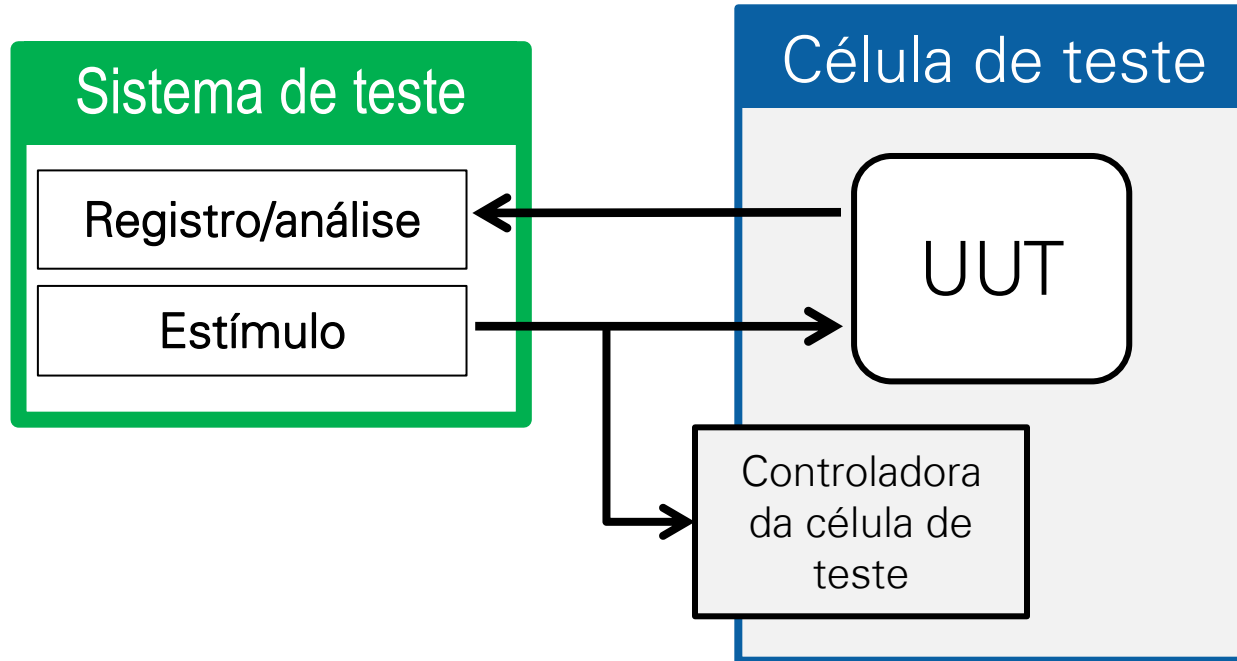 Sistema de teste
Registro/análise
Estímulo
Célula de teste
UUT
Controladora
da célula de
teste